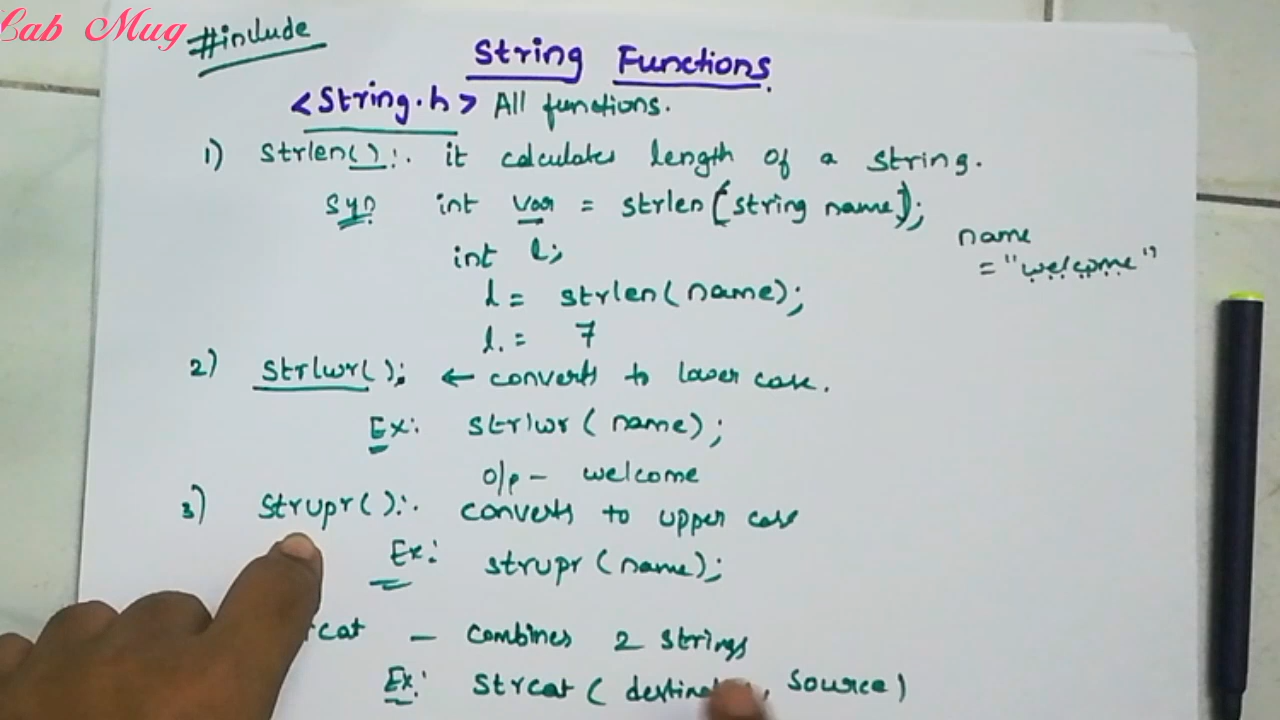 Lab Mug
#include
String Functions.
<String.h> All functions.
1) Strlen():. it calculates length of a string.
Syn int var = strlen(string name);
name
= "welcome"
int l;
l = strlen(name);
l. = 7
2) Strlwr(); ← converts to lower case.
Ex: strlwr(name);
o/p - welcome
3) Strupr():. converts to upper case
Ex: strupr(name);
rcat - combines 2 strings
Ex: strcat( , source)